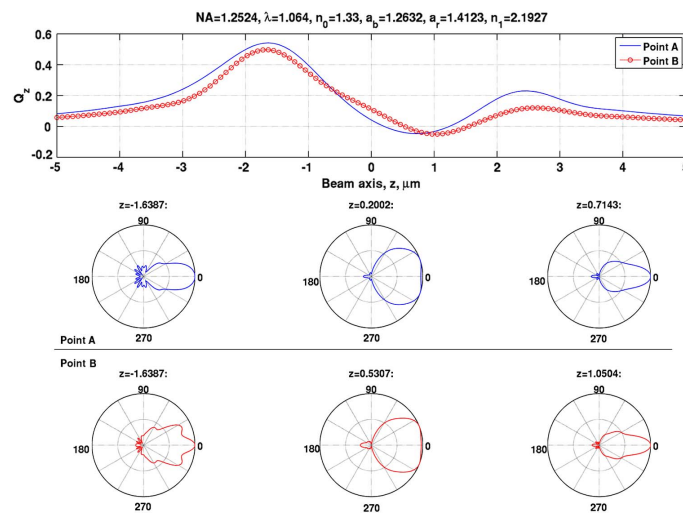 NA=1.2524, λ=1.064, n0=1.33, ab=1.2632, ar=1.4123, n1=2.1927
Point A
Point B
Qz
0.6
0.4
0.2
0
-0.2
-5 -4 -3 -2 -1 0 1 2 3 4 5
Beam axis, z, μm
z=-1.6387: z=0.2002: z=0.7143:
90 90 90
180 0 180 0 180 0
270 270 270
Point A
Point B
z=-1.6387: z=0.5307: z=1.0504:
90 90 90
180 0 180 0 180 0
270 270 270